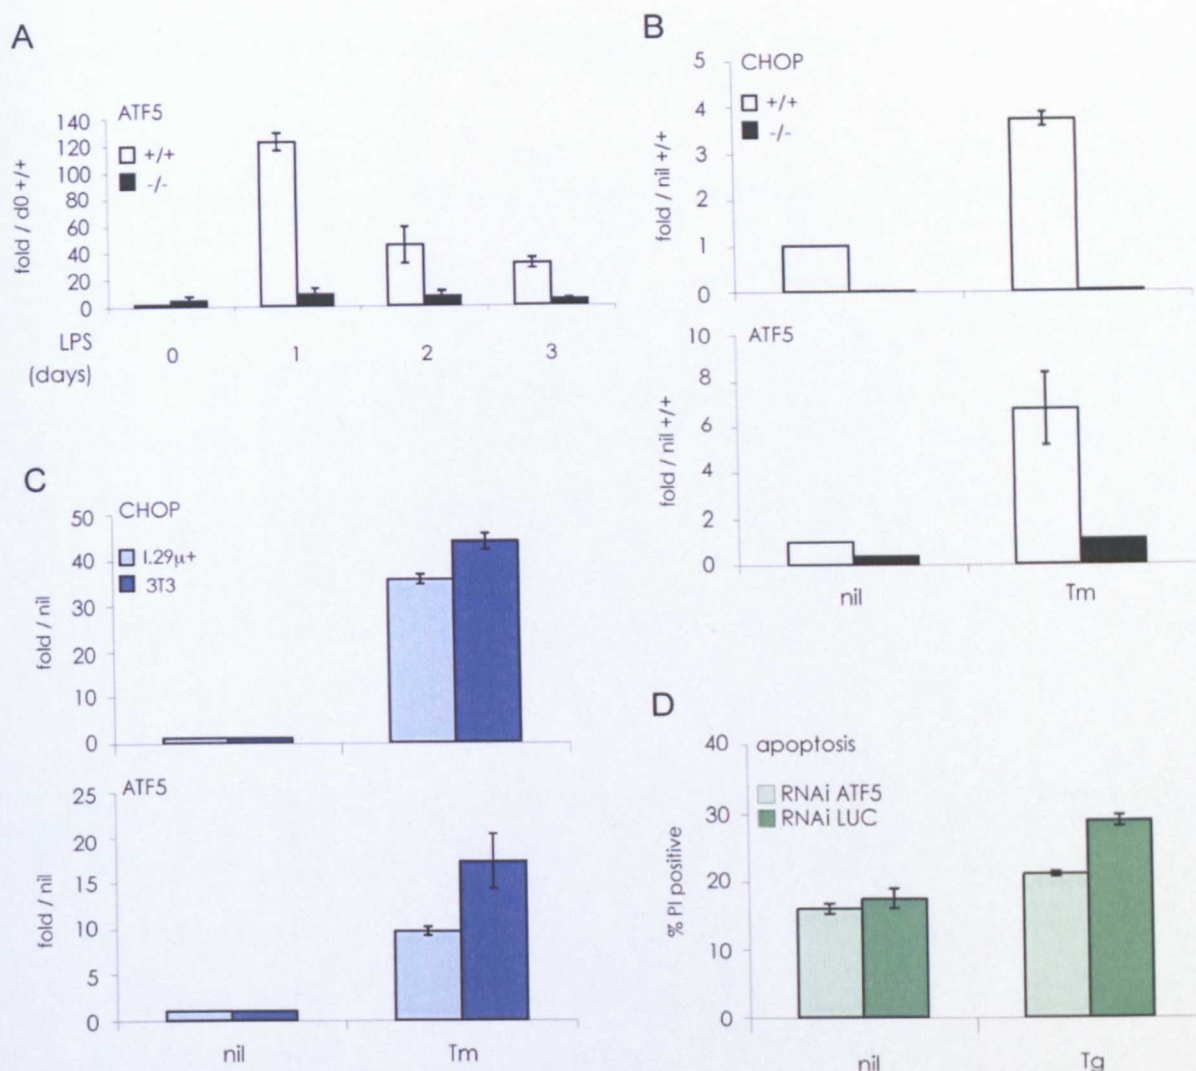 A
ATF5
+/+
-/-
fold / d0 +/+
140
120
100
80
60
40
20
0
LPS
(days)
0 1 2 3
B
CHOP
+/+
-/-
fold / nil +/+
5
4
3
2
1
0
ATF5
fold / nil +/+
10
8
6
4
2
0
nil Tm
C
CHOP
I.29µ+
3T3
fold / nil
50
40
30
20
10
0
ATF5
fold / nil
25
20
15
10
5
0
nil Tm
D
apoptosis
RNAi ATF5
RNAi LUC
% PI positive
40
30
20
10
0
nil Tg